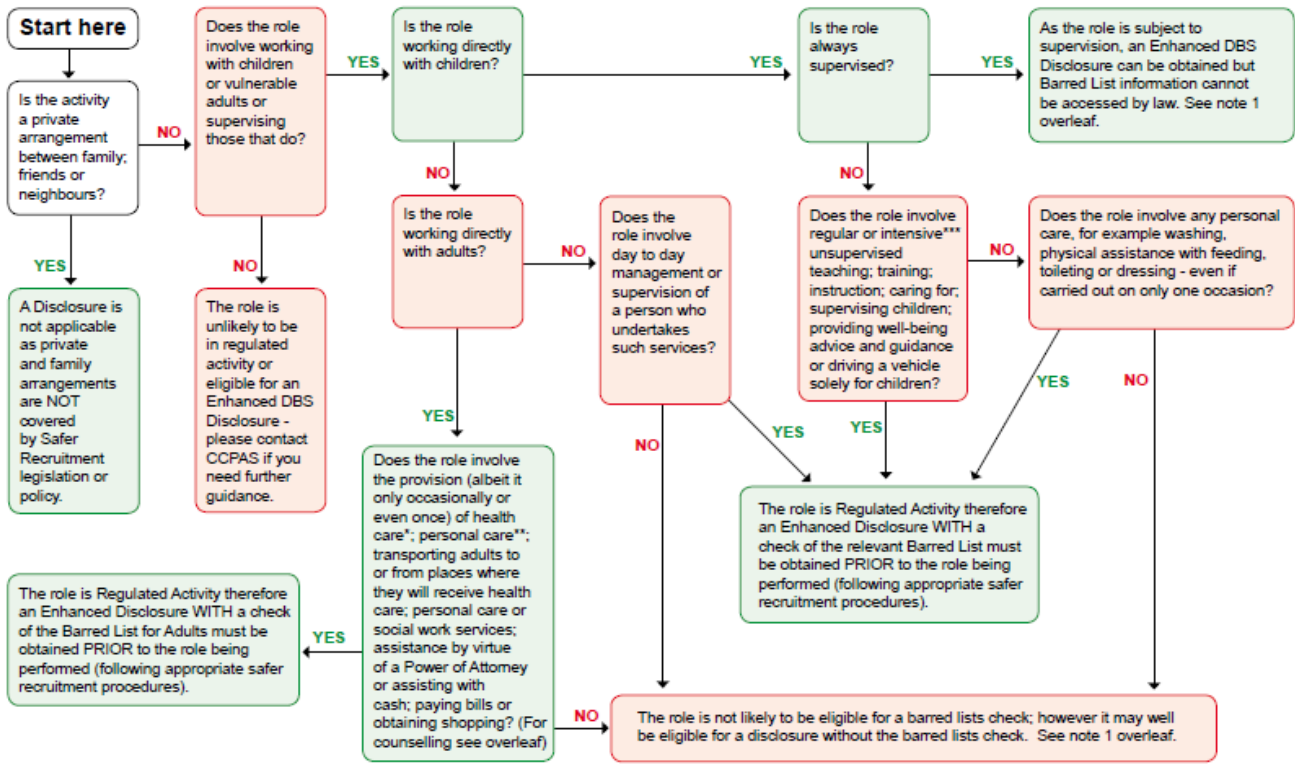 Start here
Is the activity
a private
arrangement
between family;
friends or
neighbours?
NO
YES
A Disclosure is
not applicable
as private
and family
arrangements
are NOT
covered
by Safer
Recruitment
legislation or
policy.
Does the role
involve working
with children
or vulnerable
adults or
supervising
those that do?
YES
NO
The role is
unlikely to be
in regulated
activity or
eligible for an
Enhanced DBS
Disclosure -
please contact
CCPAS if you
need further
guidance.
Is the role
working directly
with children?
YES
NO
Is the role
always
supervised?
YES
NO
As the role is subject to
supervision, an Enhanced DBS
Disclosure can be obtained but
Barred List information cannot
be accessed by law. See note 1
overleaf.
Is the role
working directly
with adults?
NO
YES
Does the
role involve
day to day
management or
supervision of
a person who
undertakes
such services?
NO
YES
Does the role involve
regular or intensive***
unsupervised
teaching; training;
instruction; caring for;
supervising children;
providing well-being
advice and guidance
or driving a vehicle
solely for children?
NO
YES
Does the role involve any personal
care, for example washing,
physical assistance with feeding,
toileting or dressing - even if
carried out on only one occasion?
YES
NO
Does the role involve
the provision (albeit it
only occasionally or
even once) of health
care*; personal care**;
transporting adults to
or from places where
they will receive health
care; personal care or
social work services;
assistance by virtue
of a Power of Attorney
or assisting with
cash; paying bills or
obtaining shopping? (For
counselling see overleaf)
YES
NO
The role is Regulated Activity therefore
an Enhanced Disclosure WITH a check
of the Barred List for Adults must be
obtained PRIOR to the role being
performed (following appropriate safer
recruitment procedures).
The role is Regulated Activity therefore
an Enhanced Disclosure WITH a
check of the relevant Barred List must
be obtained PRIOR to the role being
performed (following appropriate safer
recruitment procedures).
The role is not likely to be eligible for a barred lists check; however it may well
be eligible for a disclosure without the barred lists check. See note 1 overleaf.